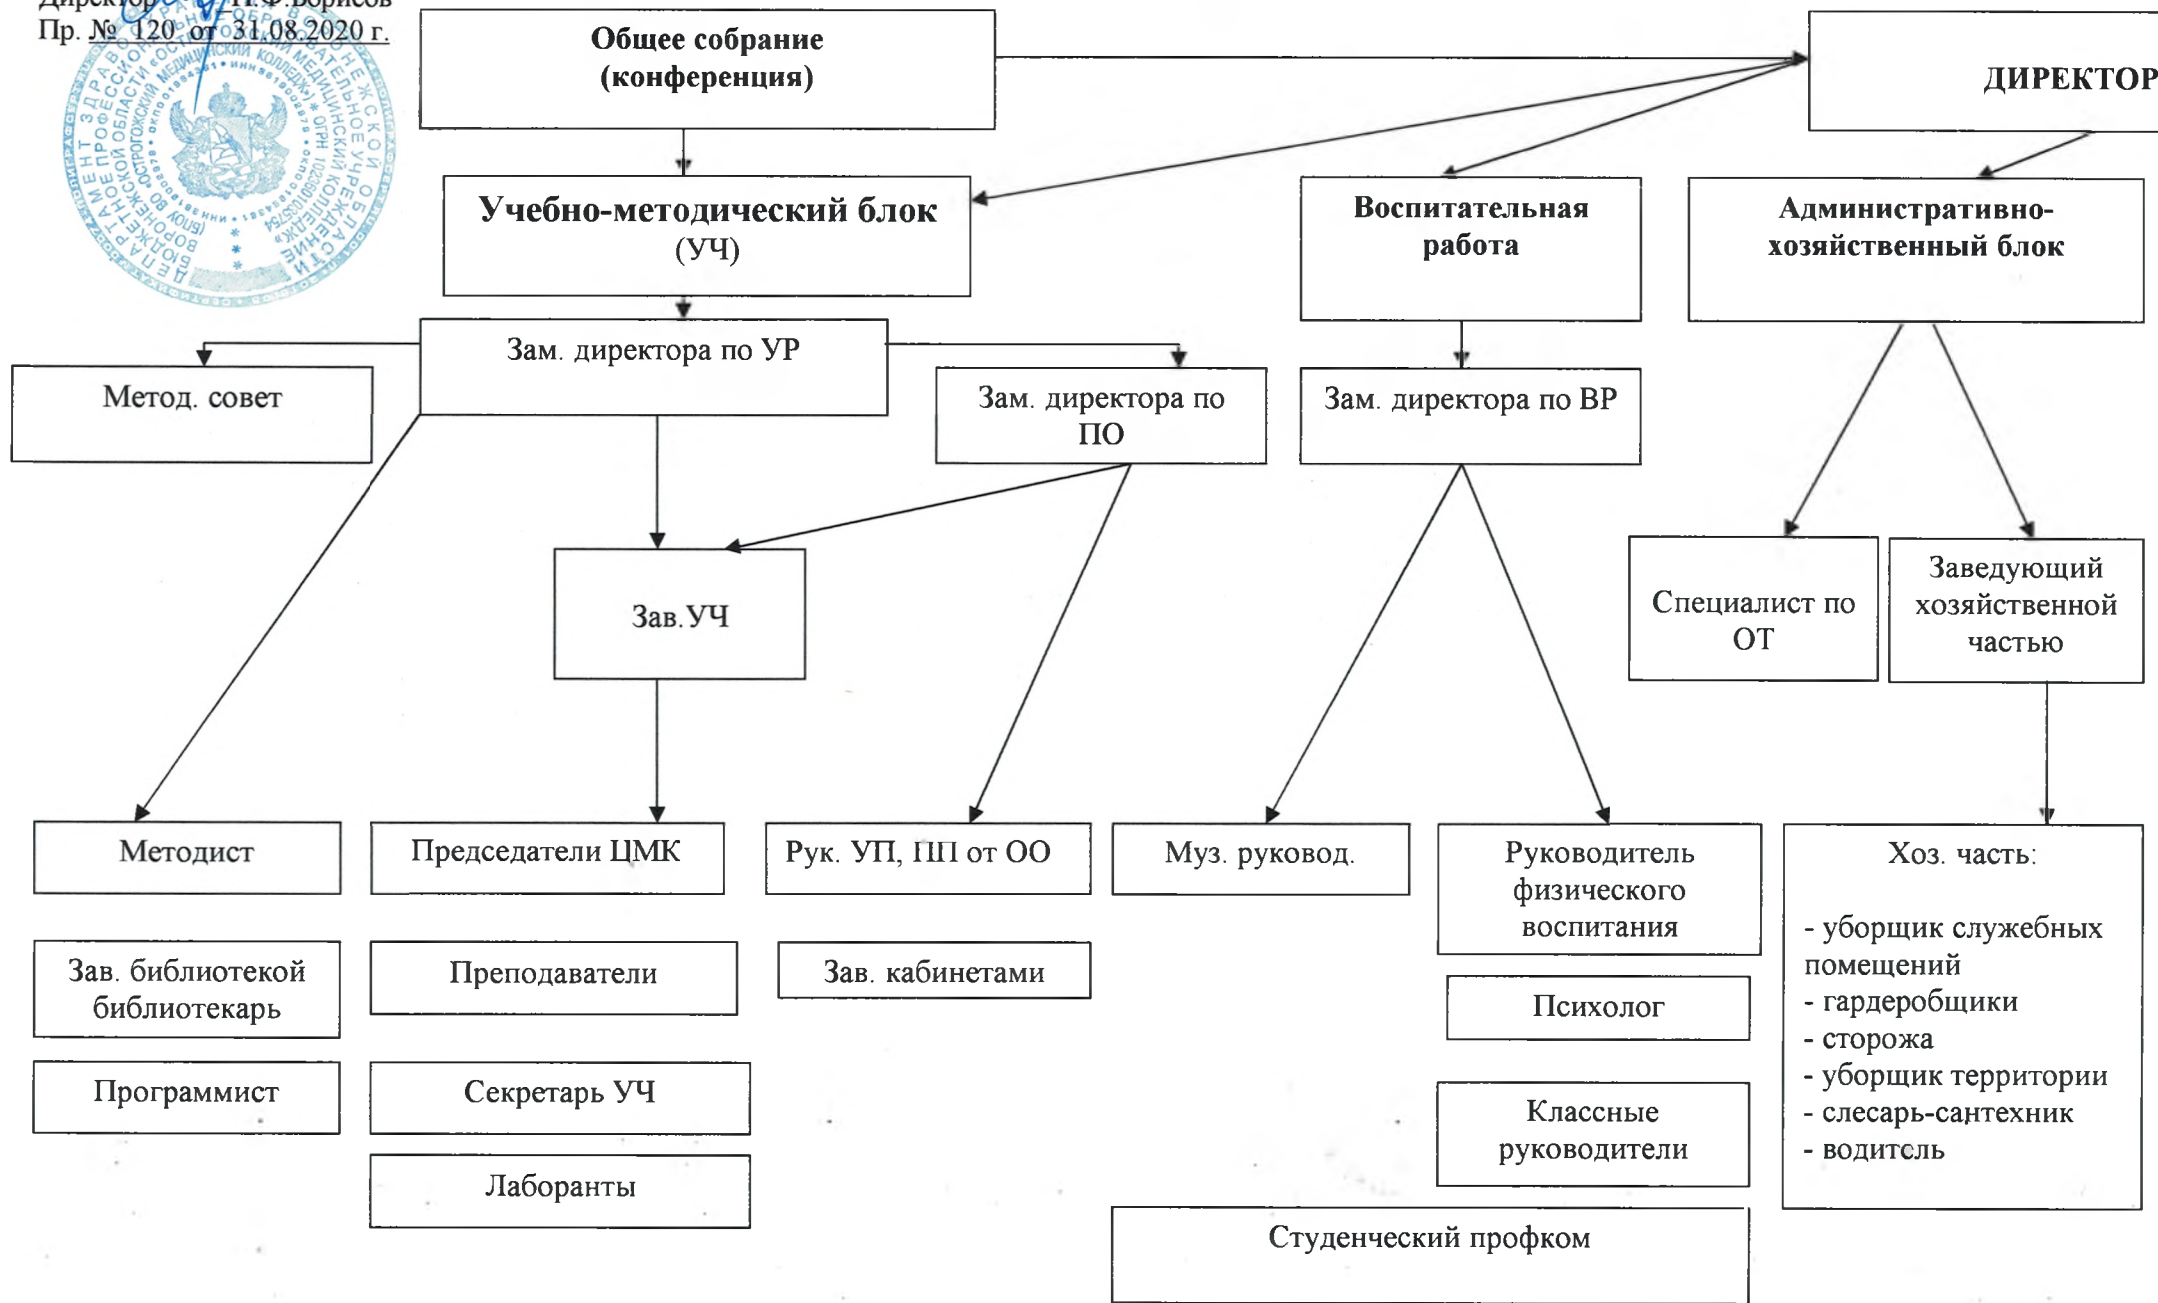 Директор Н.Ф.Борисов
Пр. № 120 от 31.08.2020 г.
Общее собрание
(конференция)
ДИРЕКТОР
Учебно-методический блок
(УЧ)
Воспитательная
работа
Административно-
хозяйственный блок
Зам. директора по УР
Метод. совет
Зам. директора по
ПО
Зам. директора по ВР
Зав.УЧ
Специалист по
ОТ
Заведующий
хозяйственной
частью
Методист
Председатели ЦМК
Рук. УП, ПП от ОО
Муз. руковод.
Руководитель
физического
воспитания
Хоз. часть:
- уборщик служебных
помещений
- гардеробщики
- сторожа
- уборщик территории
- слесарь-сантехник
- водитель
Зав. библиотекой
библиотекарь
Преподаватели
Зав. кабинетами
Психолог
Программист
Секретарь УЧ
Классные
руководители
Лаборанты
Студенческий профком